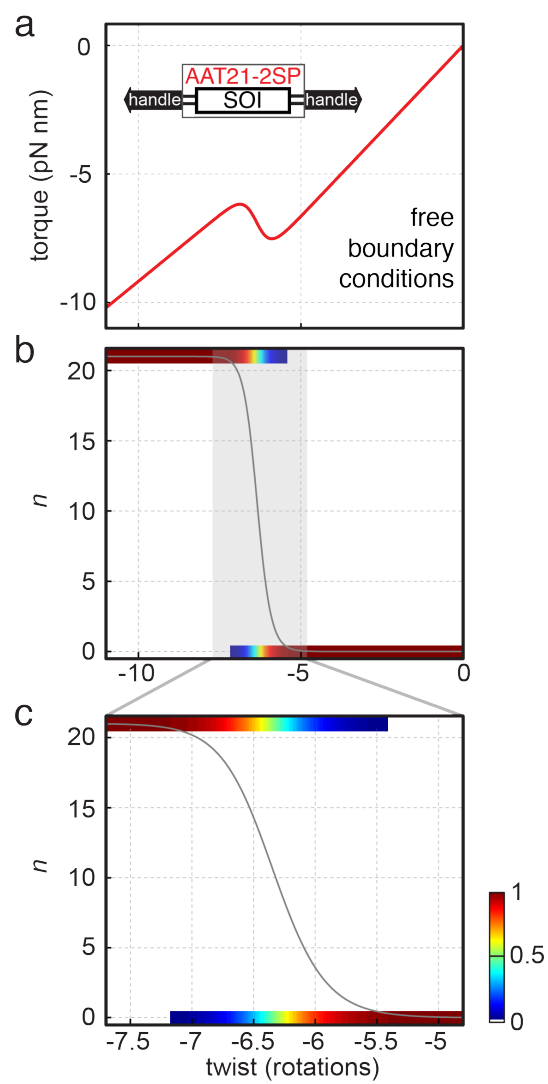 a
0
-5
-10
torque (pN nm)
AAT21-2SP
handle
SOI
handle
free
boundary
conditions
b
20
15
10
5
0
n
-10
-5
0
c
20
15
10
5
0
n
-7.5
-7
-6.5
-6
-5.5
-5
twist (rotations)
1
0.5
0